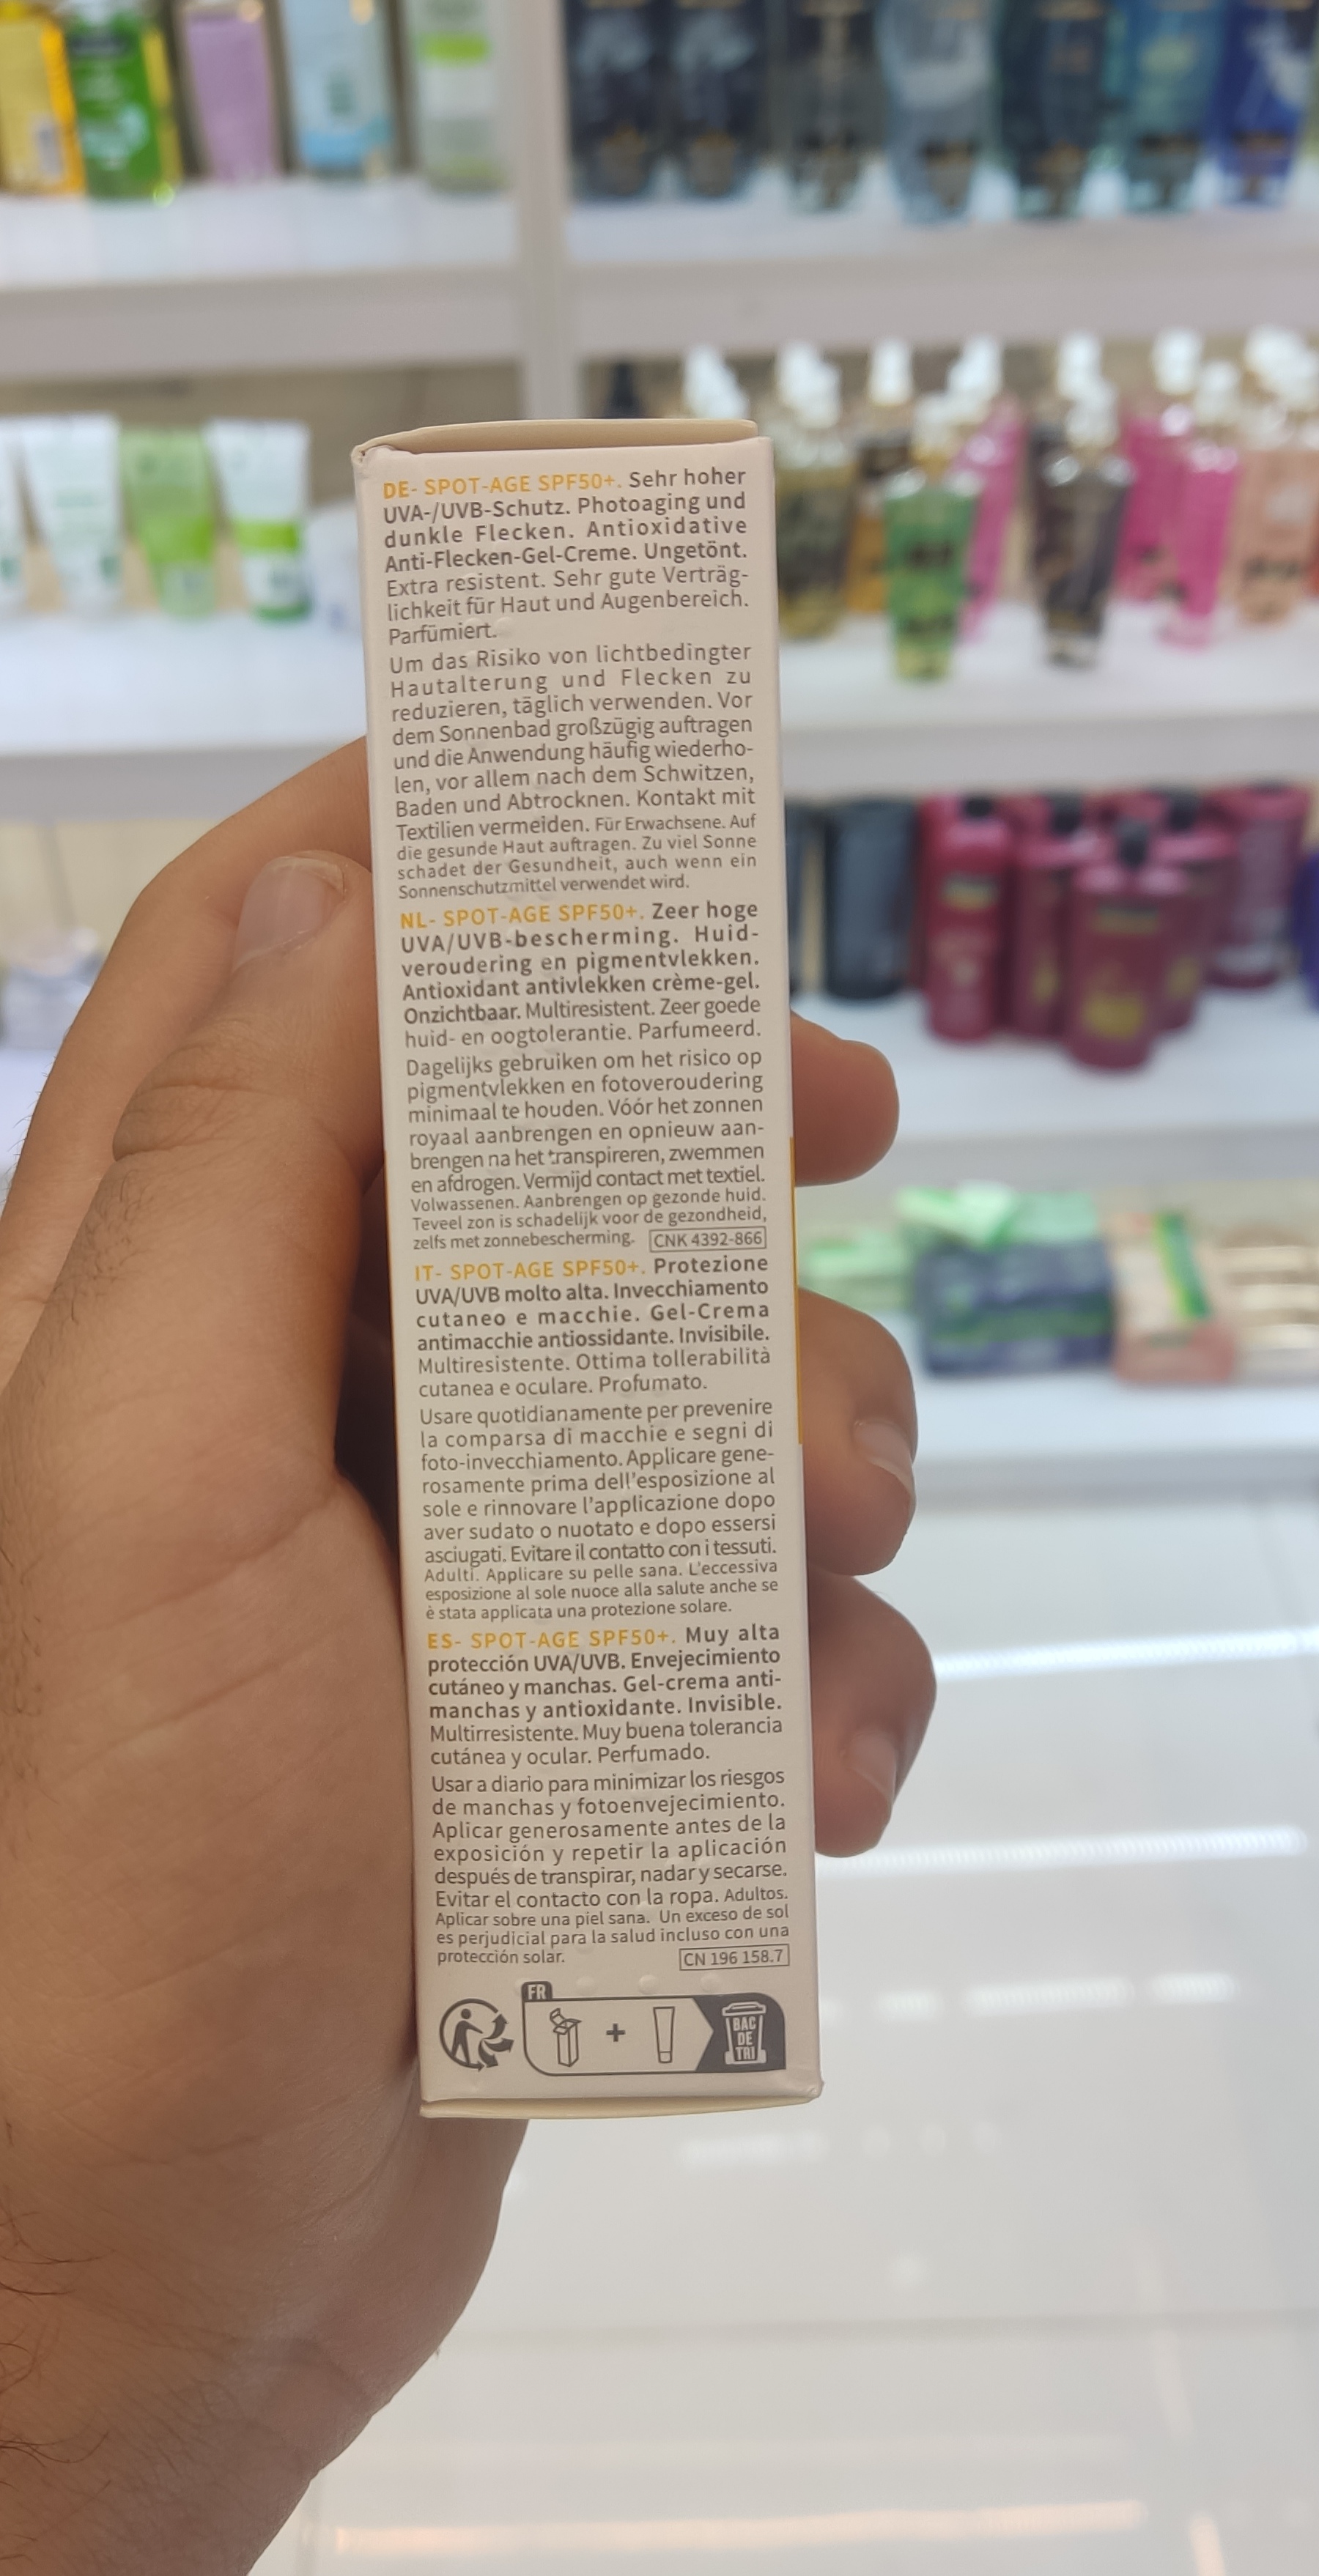 DE- SPOT-AGE SPF50+. Sehr hoher
UVA-/UVB-Schutz. Photoaging und
dunkle Flecken. Antioxidative
Anti-Flecken-Gel-Creme. Ungetönt.
Extra resistent. Sehr gute Verträg-
lichkeit für Haut und Augenbereich.
Parfümiert.
Um das Risiko von lichtbedingter
Hautalterung und Flecken zu
reduzieren, täglich verwenden. Vor
dem Sonnenbad großzügig auftragen
und die Anwendung häufig wiederho-
len, vor allem nach dem Schwitzen,
Baden und Abtrocknen. Kontakt mit
Textilien vermeiden. Für Erwachsene. Auf
die gesunde Haut auftragen. Zu viel Sonne
schadet der Gesundheit, auch wenn ein
Sonnenschutzmittel verwendet wird.
NL- SPOT-AGE SPF50+. Zeer hoge
UVA/UVB-bescherming. Huid-
veroudering en pigmentvlekken.
Antioxidant antivlekken crème-gel.
Onzichtbaar. Multiresistent. Zeer goede
huid- en oogtolerantie. Parfumeerd.
Dagelijks gebruiken om het risico op
pigmentvlekken en fotoveroudering
minimaal te houden. Vóór het zonnen
royaal aanbrengen en opnieuw aan-
brengen na het transpireren, zwemmen
en afdrogen. Vermijd contact met textiel.
Volwassenen. Aanbrengen op gezonde huid.
Teveel zon is schadelijk voor de gezondheid,
zelfs met zonnebescherming. CNK 4392-866
IT- SPOT-AGE SPF50+. Protezione
UVA/UVB molto alta. Invecchiamento
cutaneo e macchie. Gel-Crema
antimacchie antiossidante. Invisibile.
Multiresistente. Ottima tollerabilità
cutanea e oculare. Profumato.
Usare quotidianamente per prevenire
la comparsa di macchie e segni di
foto-invecchiamento. Applicare gene-
rosamente prima dell'esposizione al
sole e rinnovare l'applicazione dopo
aver sudato o nuotato e dopo essersi
asciugati. Evitare il contatto con i tessuti.
Adulti. Applicare su pelle sana. L'eccessiva
esposizione al sole nuoce alla salute anche se
è stata applicata una protezione solare.
ES- SPOT-AGE SPF50+. Muy alta
protección UVA/UVB. Envejecimiento
cutáneo y manchas. Gel-crema anti-
manchas y antioxidante. Invisible.
Multirresistente. Muy buena tolerancia
cutánea y ocular. Perfumado.
Usar a diario para minimizar los riesgos
de manchas y fotoenvejecimiento.
Aplicar generosamente antes de la
exposición y repetir la aplicación
después de transpirar, nadar y secarse.
Evitar el contacto con la ropa. Adultos.
Aplicar sobre una piel sana. Un exceso de sol
es perjudicial para la salud incluso con una
protección solar. CN 196 158.7
FR
+
BAC
DE
TRI